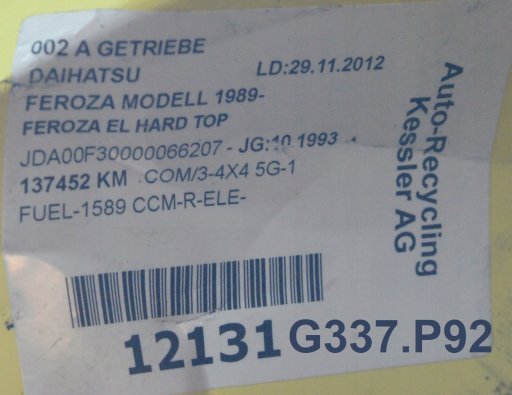 002 A GETRIEBE
DAIHATSU LD:29.11.2012
FEROZA MODELL 1989-
FEROZA EL HARD TOP
JDA00F30000066207 - JG:10 1993
137452 KM COM/3-4X4 5G-1
FUEL-1589 CCM-R-ELE-
12131 G337.P92
Auto-Recycling
Kessler AG